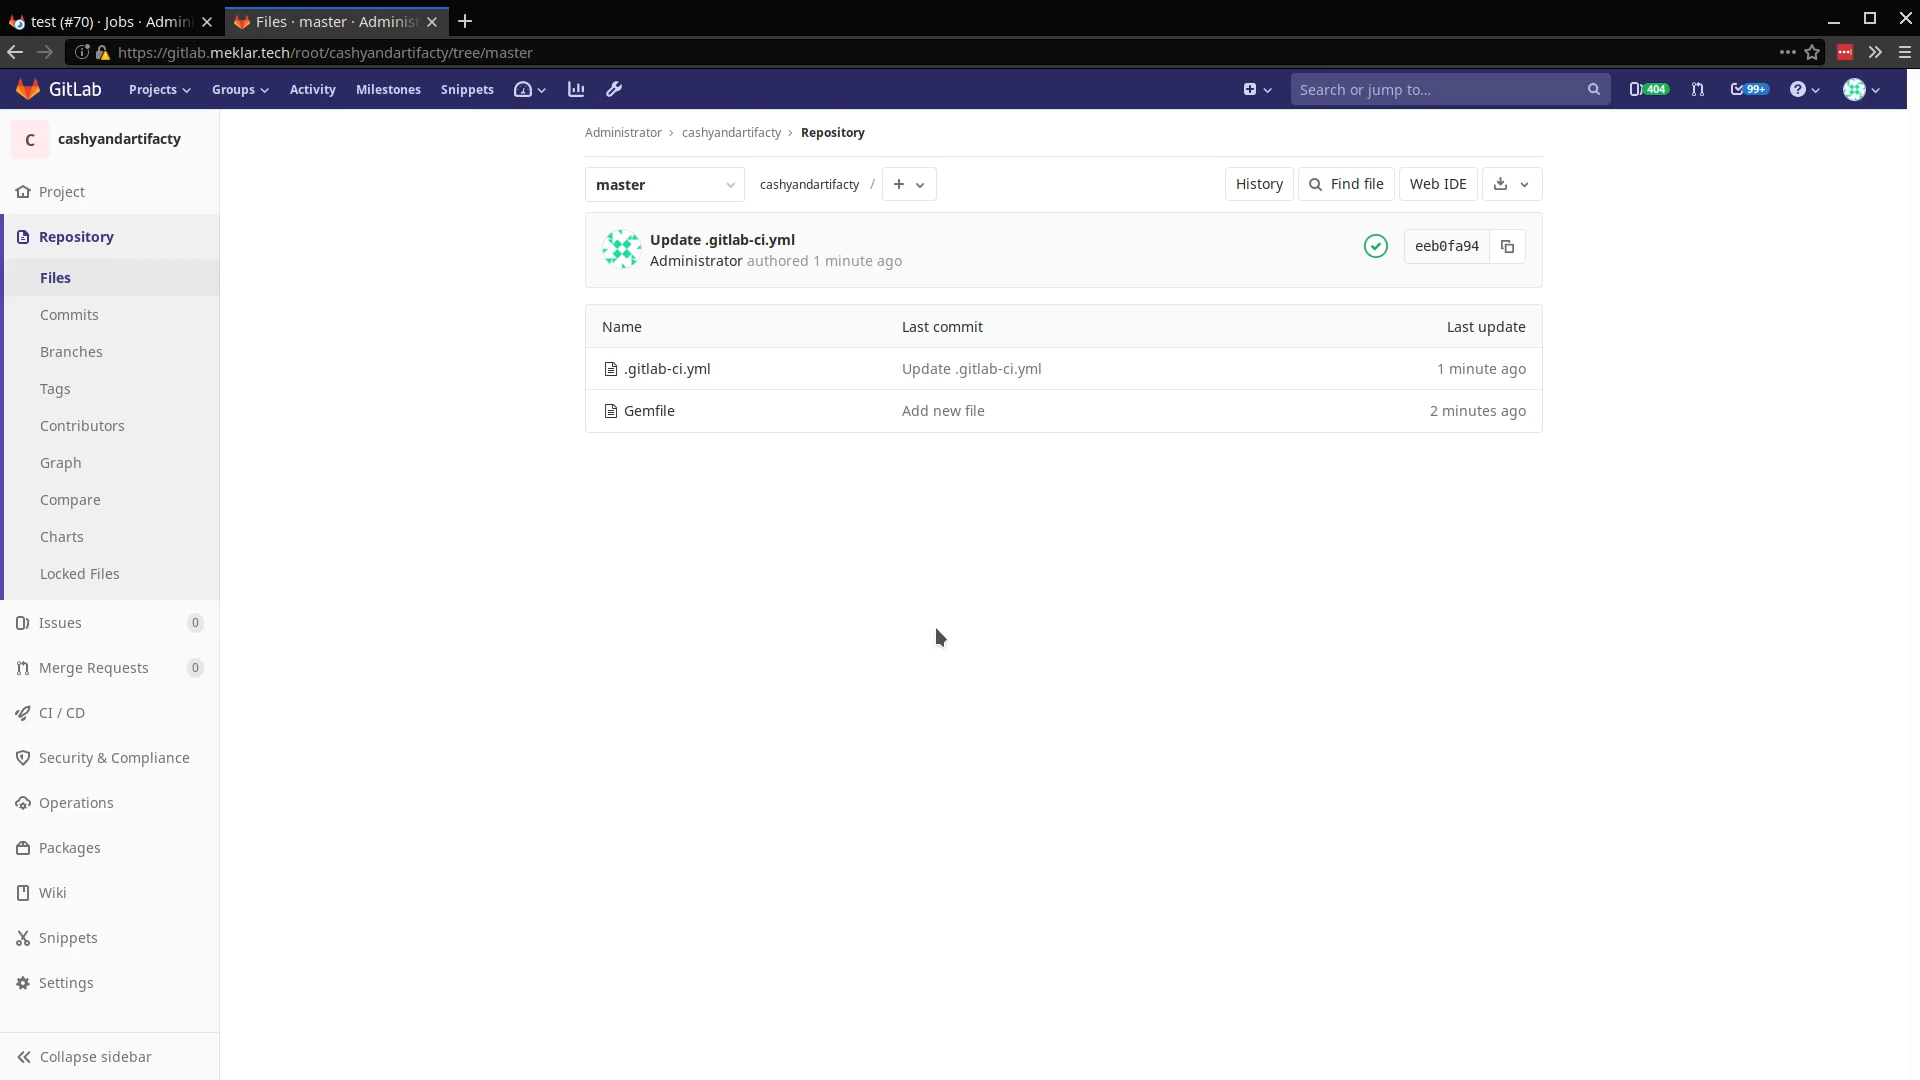 test (#70) · Jobs · Admin
Files · master · Administ
https://gitlab.meklar.tech/root/cashyandartifacty/tree/master
GitLab Projects Groups Activity Milestones Snippets Search or jump to... 404 99+
C cashyandartifacty
Administrator › cashyandartifacty › Repository
master cashyandartifacty / + History Find file Web IDE
Update .gitlab-ci.yml
Administrator authored 1 minute ago
eeb0fa94
Name Last commit Last update
.gitlab-ci.yml Update .gitlab-ci.yml 1 minute ago
Gemfile Add new file 2 minutes ago
Project
Repository
Files
Commits
Branches
Tags
Contributors
Graph
Compare
Charts
Locked Files
Issues 0
Merge Requests 0
CI / CD
Security & Compliance
Operations
Packages
Wiki
Snippets
Settings
Collapse sidebar